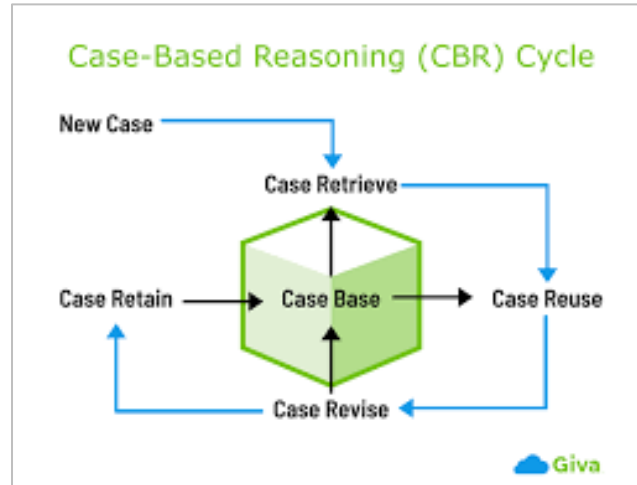 Case-Based Reasoning (CBR) Cycle
New Case
Case Retrieve
Case Retain
Case Base
Case Reuse
Case Revise
Giva